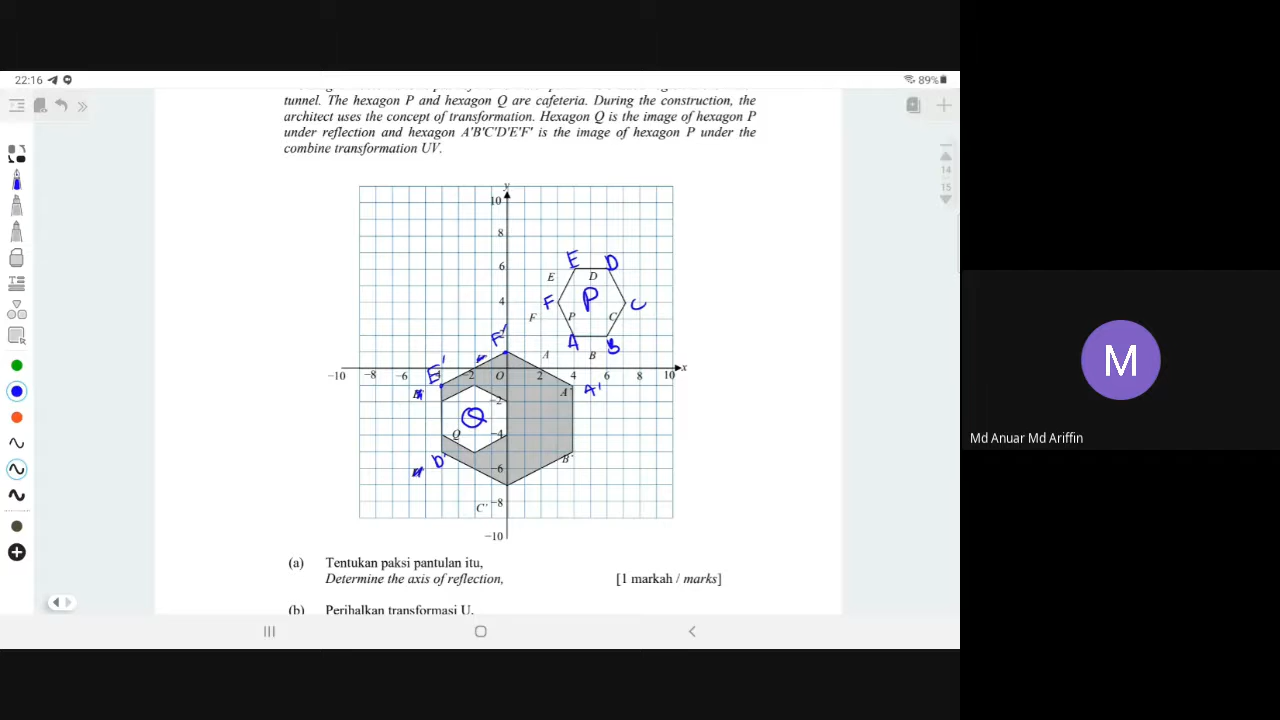 22:16
89%
tunnel. The hexagon P and hexagon Q are cafeteria. During the construction, the
architect uses the concept of transformation. Hexagon Q is the image of hexagon P
under reflection and hexagon A'B'C'D'E'F' is the image of hexagon P under the
combine transformation UV.
14
15
y
10
8
6
4
E D
E D
F P C
F P C
A B
A B
F'
−10 −8 −6 −4 −2 O 2 4 6 8 10 x
E'
A' A'
−2
Q
Q −4
D' B'
−6
C' −8
−10
(a) Tentukan paksi pantulan itu,
Determine the axis of reflection, [1 markah / marks]
(b) Perihalkan transformasi U.
M
Md Anuar Md Ariffin